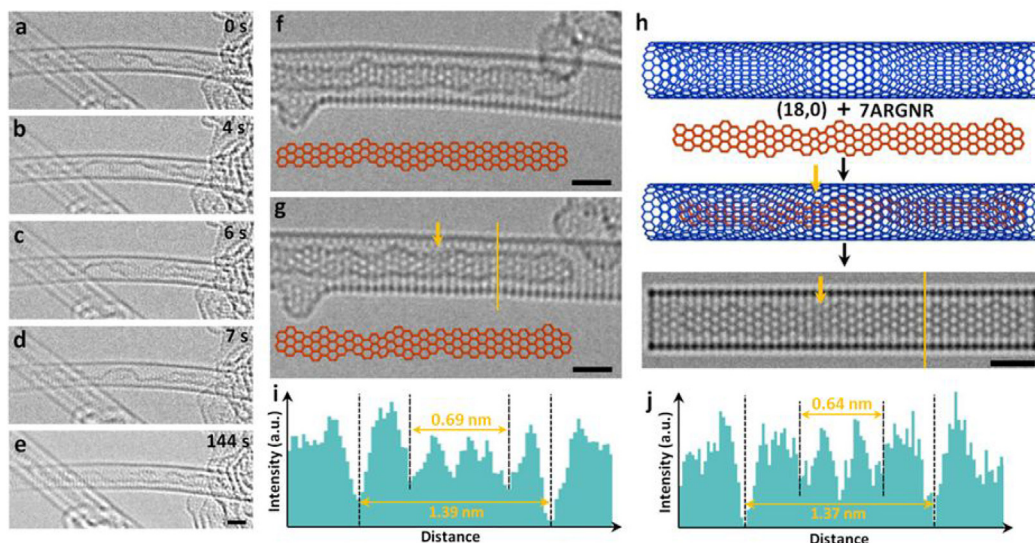 a
0 s
b
4 s
c
6 s
d
7 s
e
144 s
f
g
h
(18,0) + 7ARGNR
i
Intensity (a.u.)
0.69 nm
1.39 nm
Distance
j
Intensity (a.u.)
0.64 nm
1.37 nm
Distance